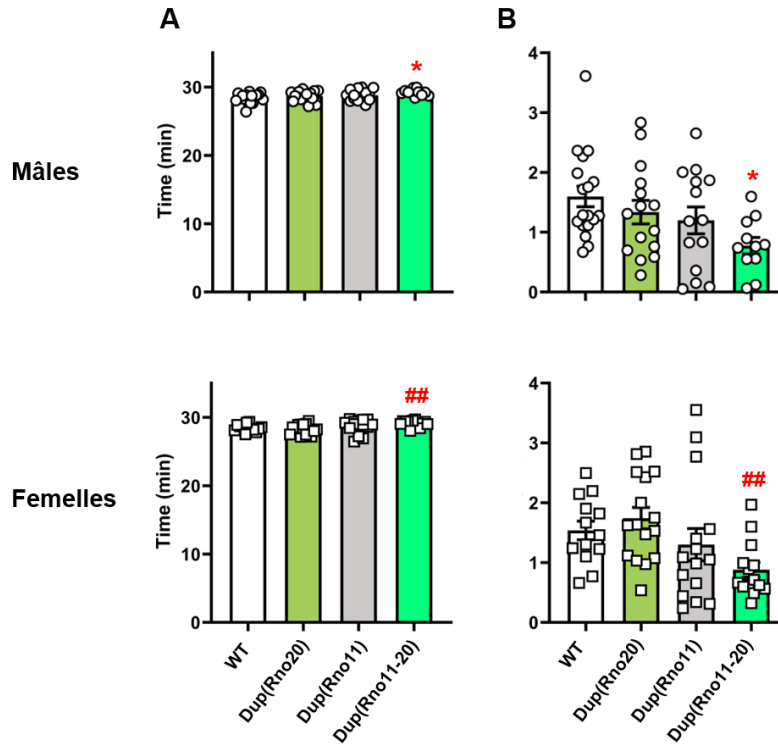 A
B
Mâles
Time (min)
30
20
10
0
*
4
3
2
1
0
*
Femelles
Time (min)
30
20
10
0
##
WT
Dup(Rno20)
Dup(Rno11)
Dup(Rno11-20)
4
3
2
1
0
##
WT
Dup(Rno20)
Dup(Rno11)
Dup(Rno11-20)